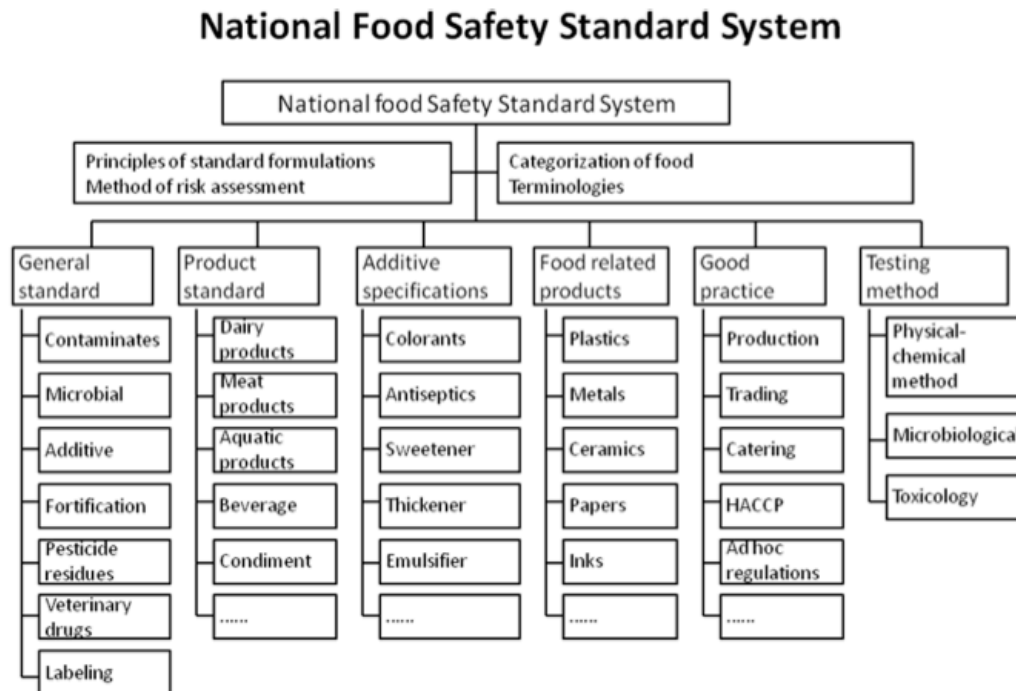 National Food Safety Standard System
National food Safety Standard System
Principles of standard formulations
Method of risk assessment
Categorization of food
Terminologies
General
standard
Contaminates
Microbial
Additive
Fortification
Pesticide
residues
Veterinary
drugs
Labeling
Product
standard
Dairy
products
Meat
products
Aquatic
products
Beverage
Condiment
......
Additive
specifications
Colorants
Antiseptics
Sweetener
Thickener
Emulsifier
......
Food related
products
Plastics
Metals
Ceramics
Papers
Inks
......
Good
practice
Production
Trading
Catering
HACCP
Ad hoc
regulations
......
Testing
method
Physical-
chemical
method
Microbiological
Toxicology